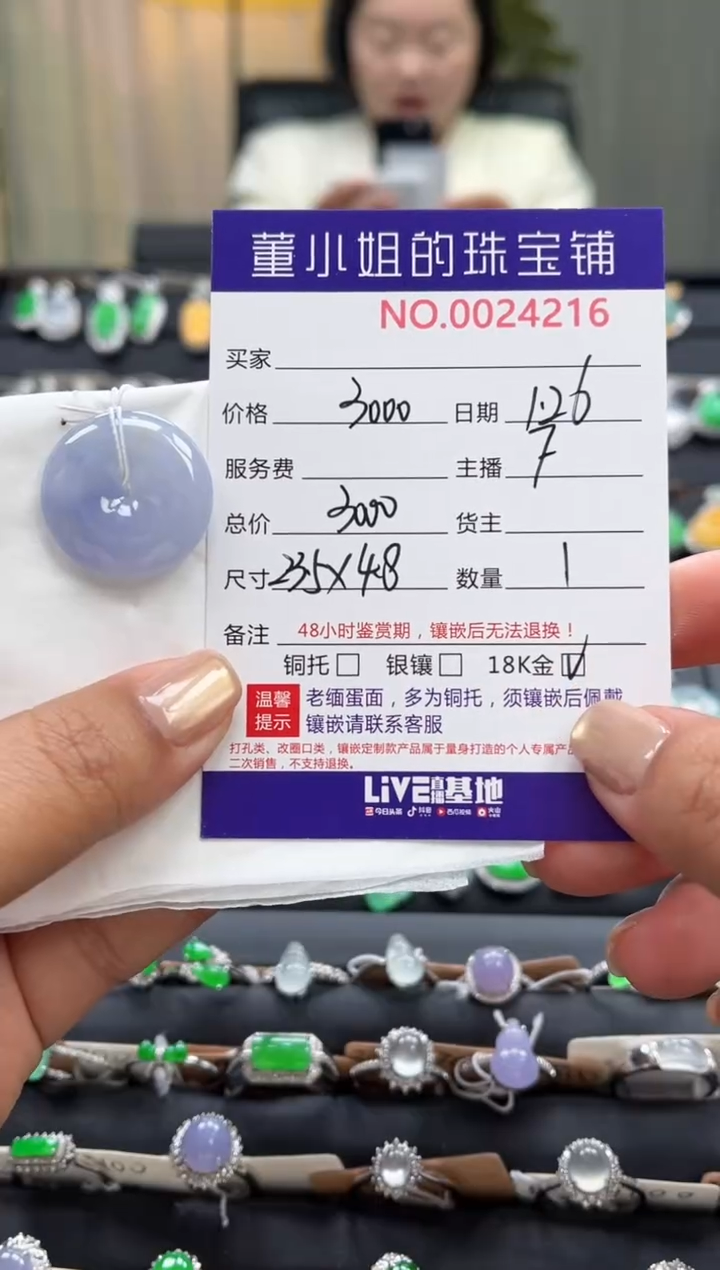 董小姐的珠宝铺
NO.0024216
买家
价格 3000 日期 1.26
服务费 主播 7
总价 3000 货主
尺寸 23.5X4.8 数量 1
备注 48小时鉴赏期，镶嵌后无法退换！
铜托 银镶 18K金
温馨提示 老缅蛋面，多为铜托，须镶嵌后佩戴
镶嵌请联系客服
打孔类、改圈口类，镶嵌定制款产品属于量身打造的个人专属产
二次销售，不支持退换。
LiVE直播基地
今日头条 抖音 西瓜视频